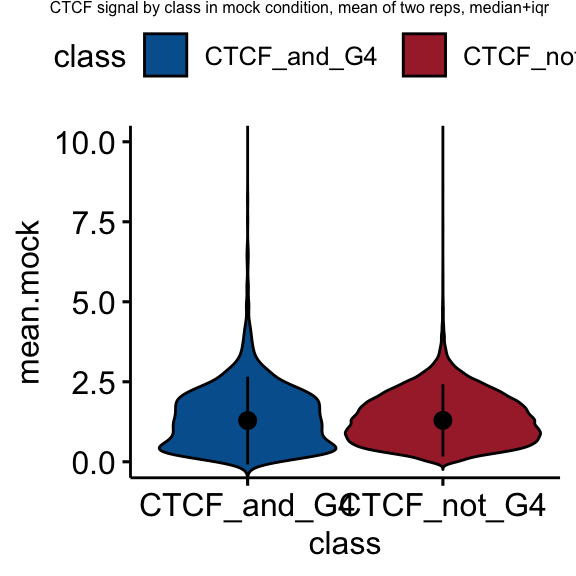 CTCF signal by class in mock condition, mean of two reps, median+iqr
class CTCF_and_G4 CTCF_no
mean.mock
10.0
7.5
5.0
2.5
0.0
CTCF_and_G4 CTCF_not_G4
class